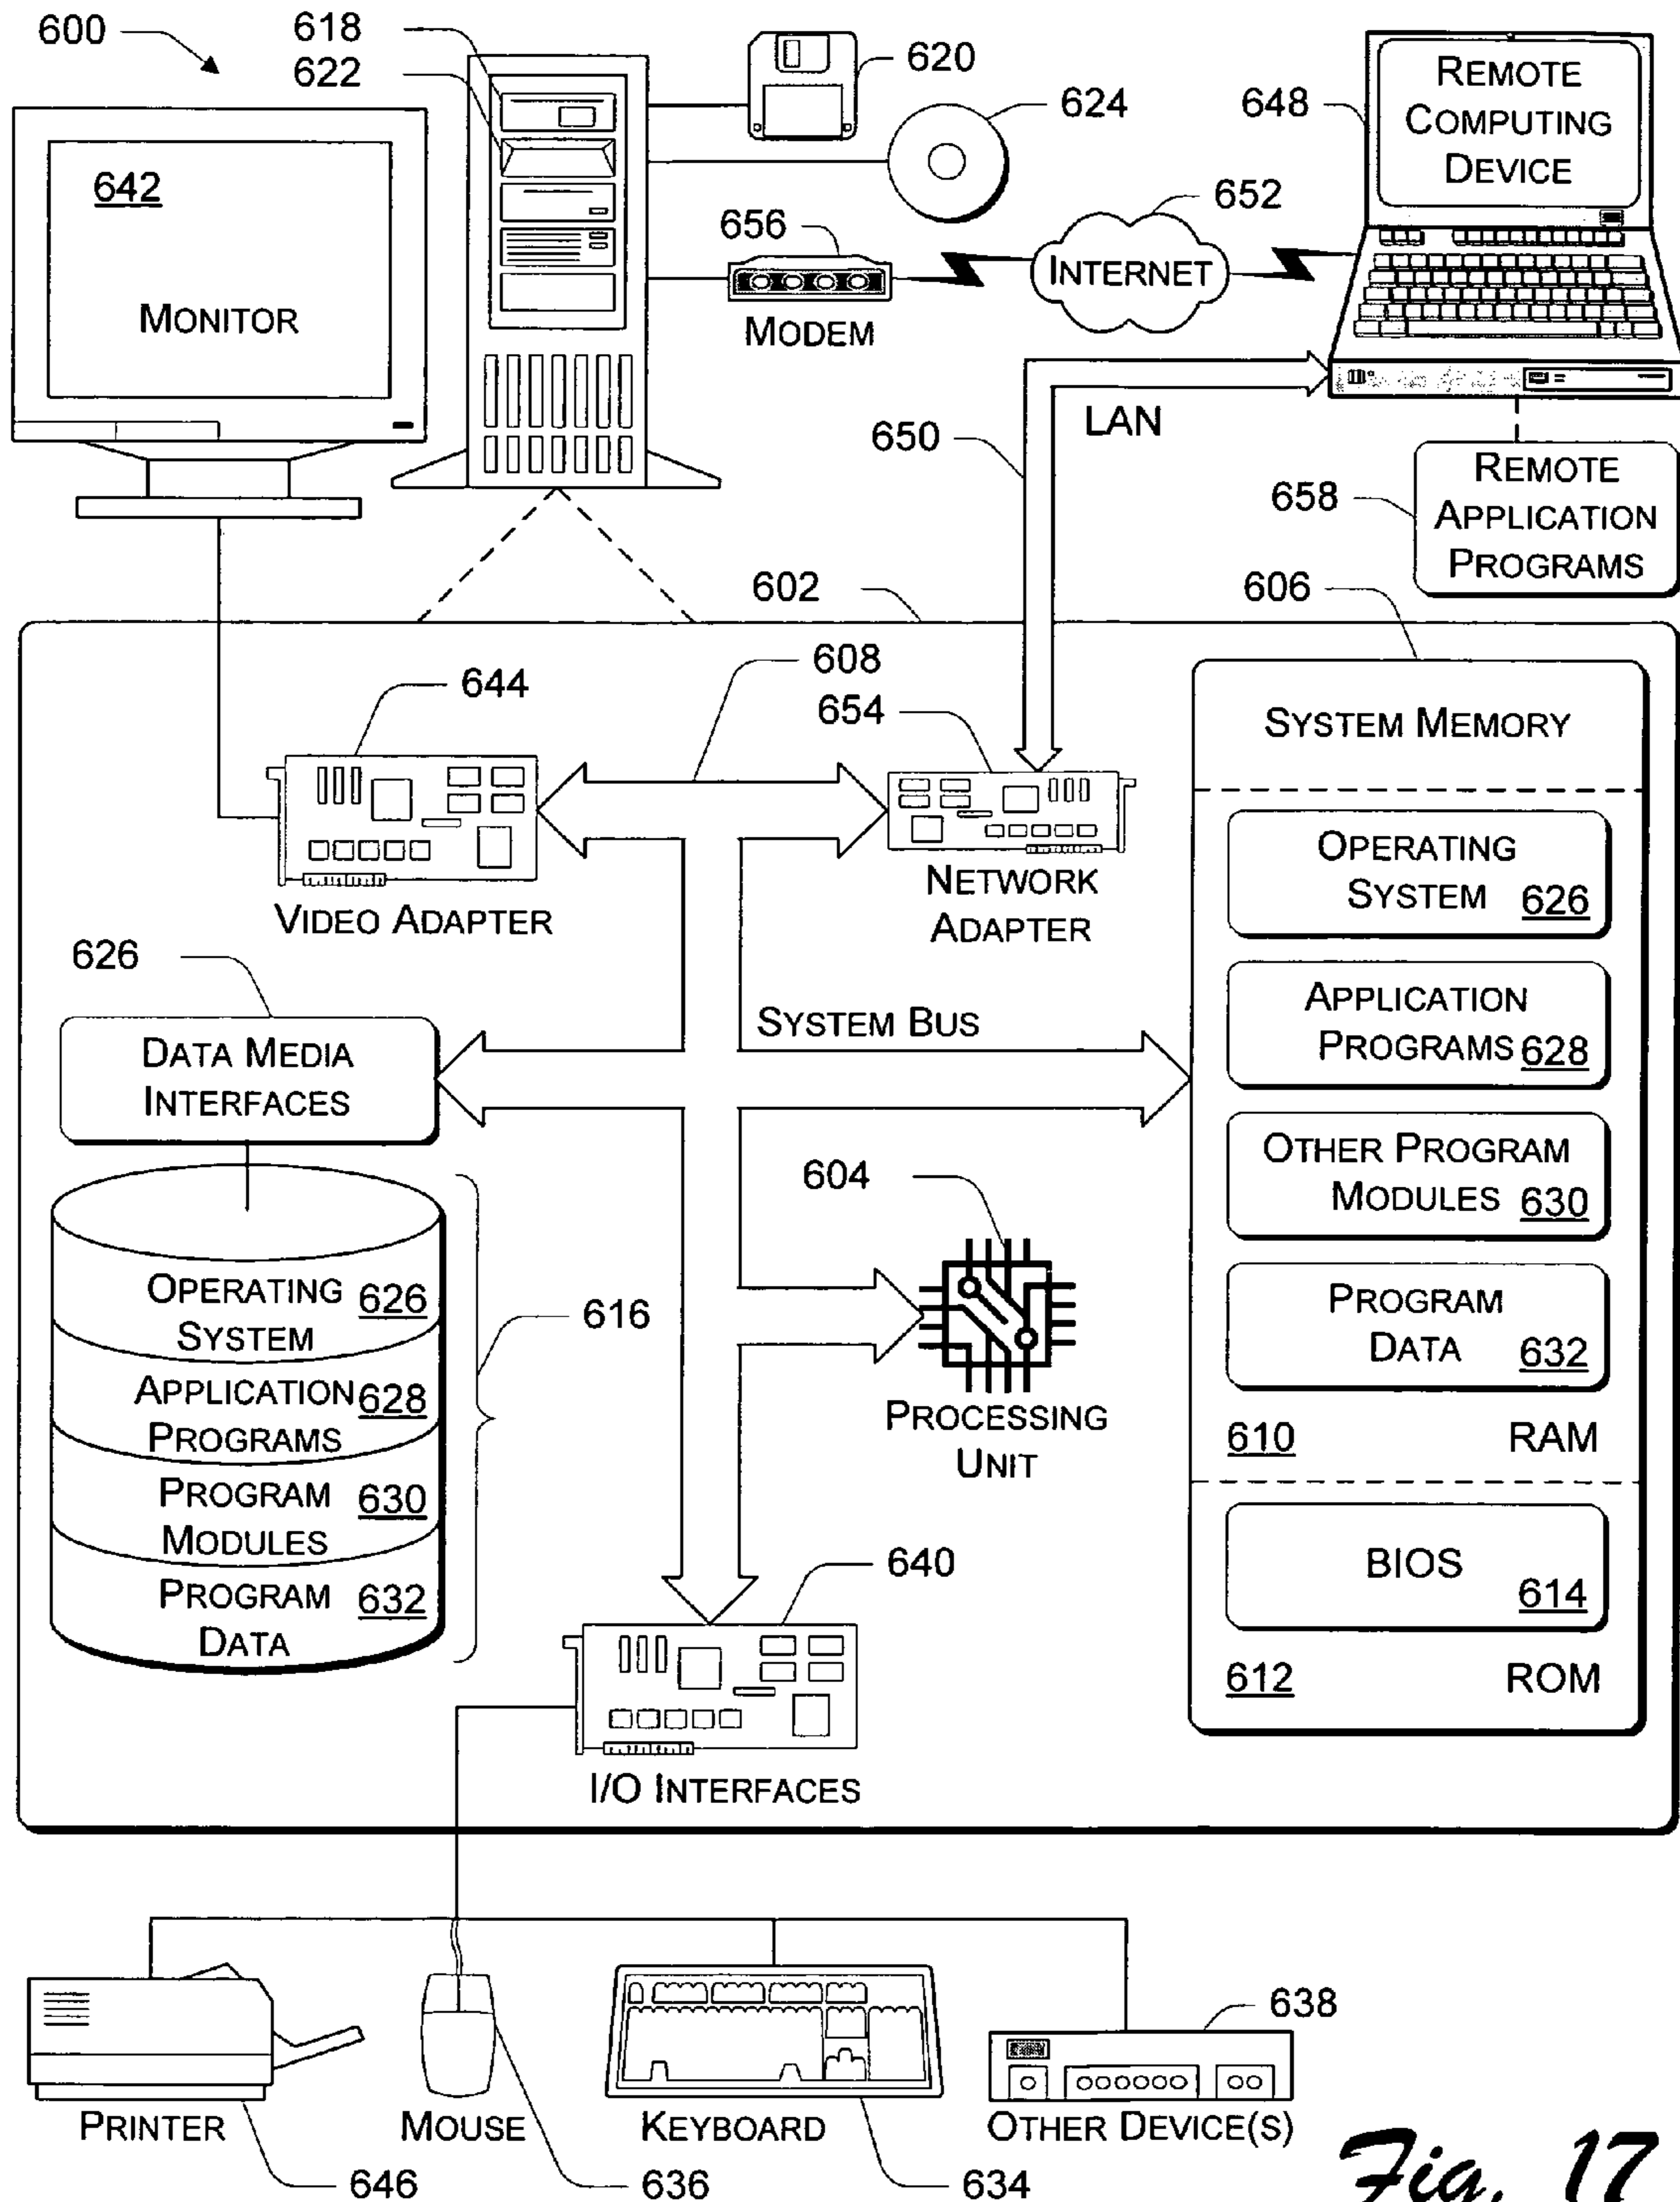 600
618
622
620
624
648
REMOTE
COMPUTING
DEVICE
642
MONITOR
656
MODEM
652
INTERNET
650
LAN
658
REMOTE
APPLICATION
PROGRAMS
602
606
608
644
654
VIDEO ADAPTER
NETWORK
ADAPTER
SYSTEM MEMORY
OPERATING
SYSTEM 626
APPLICATION
PROGRAMS 628
OTHER PROGRAM
MODULES 630
PROGRAM
DATA 632
610 RAM
BIOS
614
612 ROM
626
DATA MEDIA
INTERFACES
SYSTEM BUS
OPERATING 626
SYSTEM
APPLICATION 628
PROGRAMS
PROGRAM 630
MODULES
PROGRAM 632
DATA
616
604
PROCESSING
UNIT
640
I/O INTERFACES
PRINTER
646
MOUSE
636
KEYBOARD
634
638
OTHER DEVICE(S)
Fig. 17